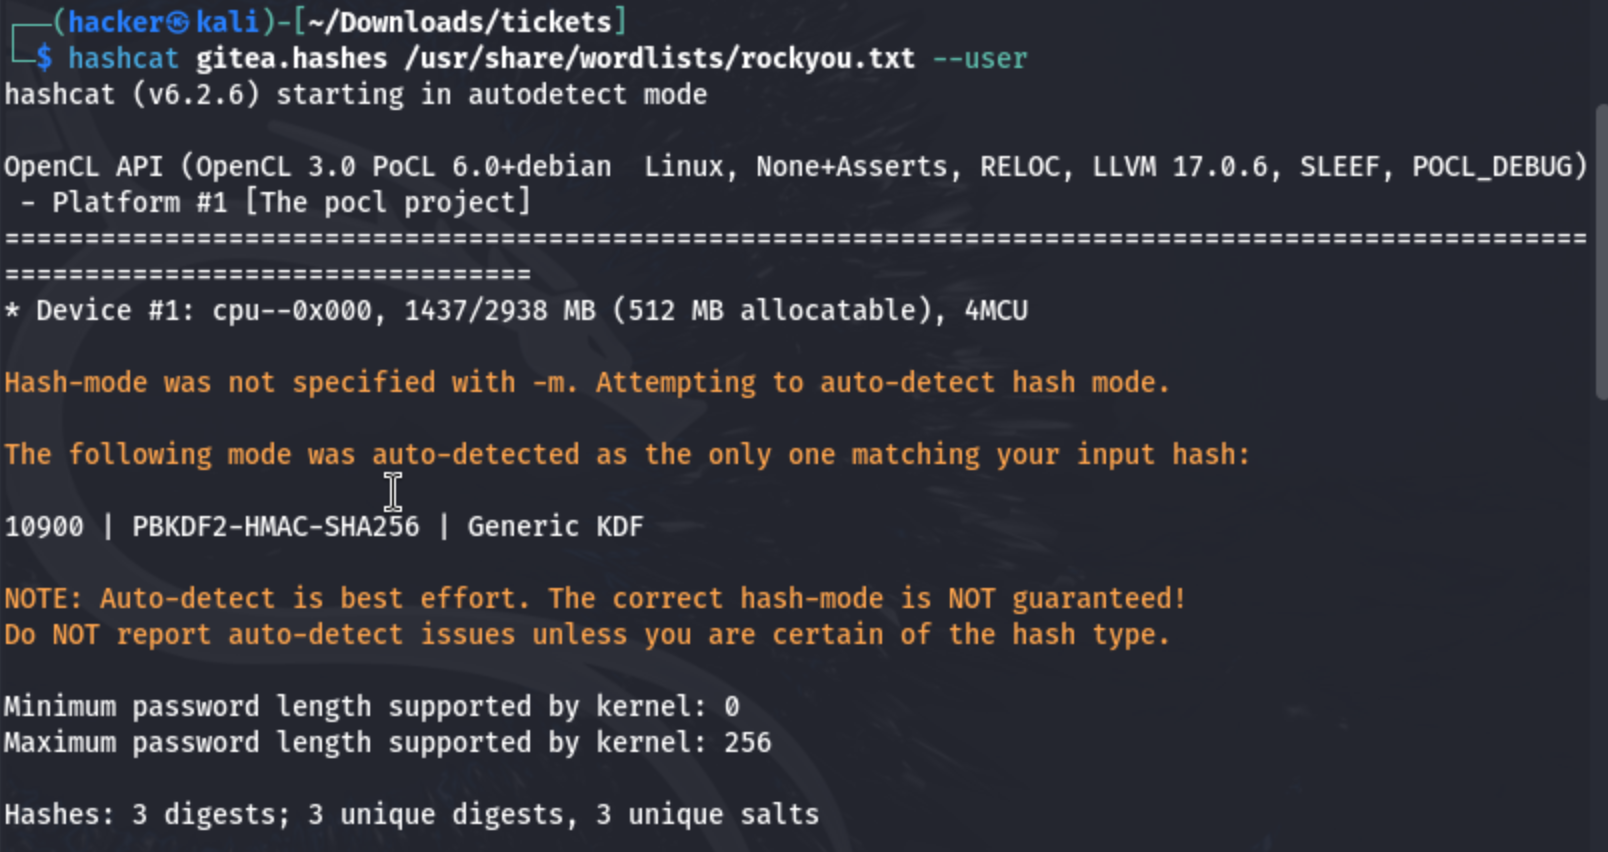 ┌──(hacker㉿kali)-[~/Downloads/tickets]
└─$ hashcat gitea.hashes /usr/share/wordlists/rockyou.txt --user
hashcat (v6.2.6) starting in autodetect mode
OpenCL API (OpenCL 3.0 PoCL 6.0+debian  Linux, None+Asserts, RELOC, LLVM 17.0.6, SLEEF, POCL_DEBUG)
 - Platform #1 [The pocl project]
===================================================================================================
=================================
* Device #1: cpu--0x000, 1437/2938 MB (512 MB allocatable), 4MCU
Hash-mode was not specified with -m. Attempting to auto-detect hash mode.
The following mode was auto-detected as the only one matching your input hash:
10900 | PBKDF2-HMAC-SHA256 | Generic KDF
NOTE: Auto-detect is best effort. The correct hash-mode is NOT guaranteed!
Do NOT report auto-detect issues unless you are certain of the hash type.
Minimum password length supported by kernel: 0
Maximum password length supported by kernel: 256
Hashes: 3 digests; 3 unique digests, 3 unique salts